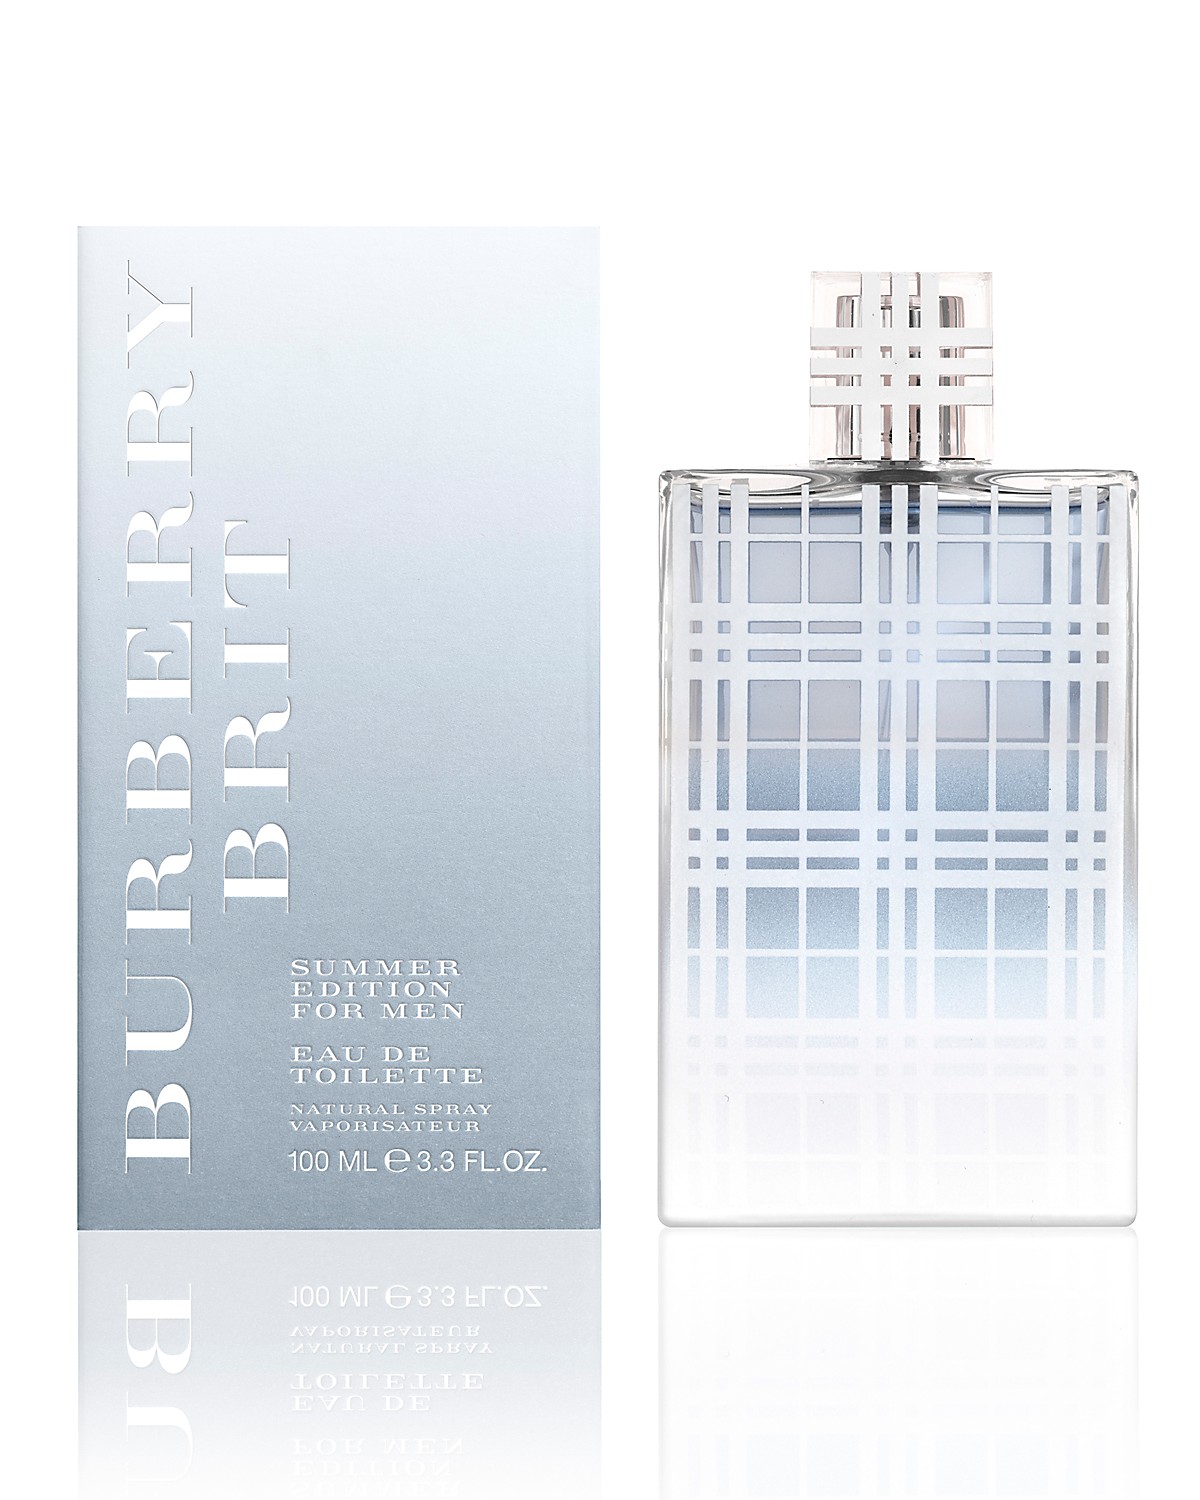 BURBERRY
BRIT
SUMMER
EDITION
FOR MEN
EAU DE
TOILETTE
NATURAL SPRAY
VAPORISATEUR
100 ML ℮ 3.3 FL.OZ.